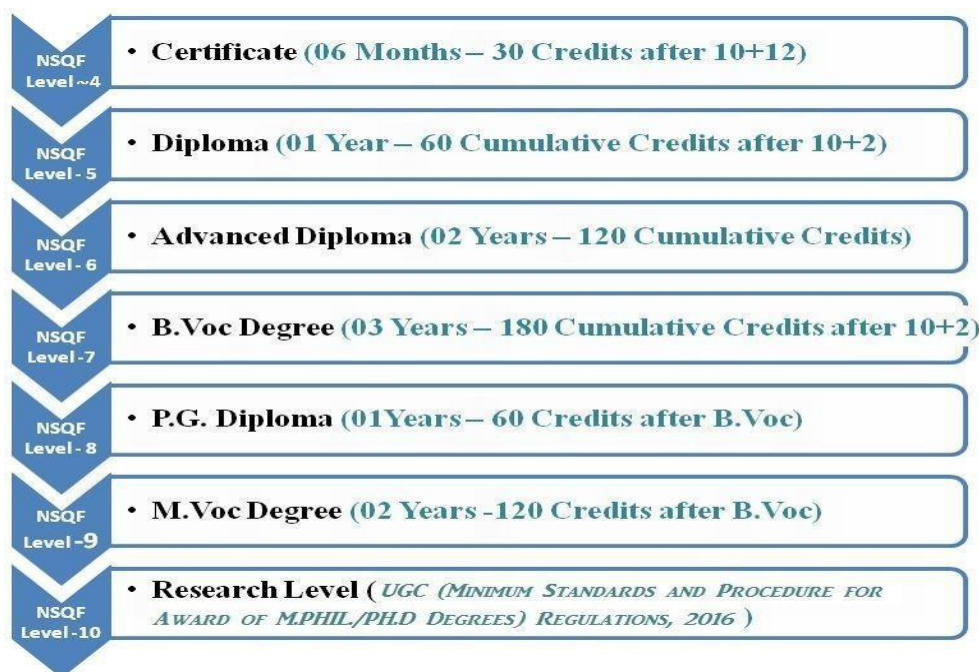 NSQF
Level~4
• Certificate (06 Months – 30 Credits after 10+12)
NSQF
Level- 5
• Diploma (01 Year – 60 Cumulative Credits after 10+2)
NSQF
Level- 6
• Advanced Diploma (02 Years – 120 Cumulative Credits)
NSQF
Level-7
• B.Voc Degree (03 Years – 180 Cumulative Credits after 10+2)
NSQF
Level- 8
• P.G. Diploma (01Years – 60 Credits after B.Voc)
NSQF
Level-9
• M.Voc Degree (02 Years -120 Credits after B.Voc)
NSQF
Level-10
• Research Level ( UGC (MINIMUM STANDARDS AND PROCEDURE FOR
AWARD OF M.PHIL./PH.D DEGREES) REGULATIONS, 2016 )